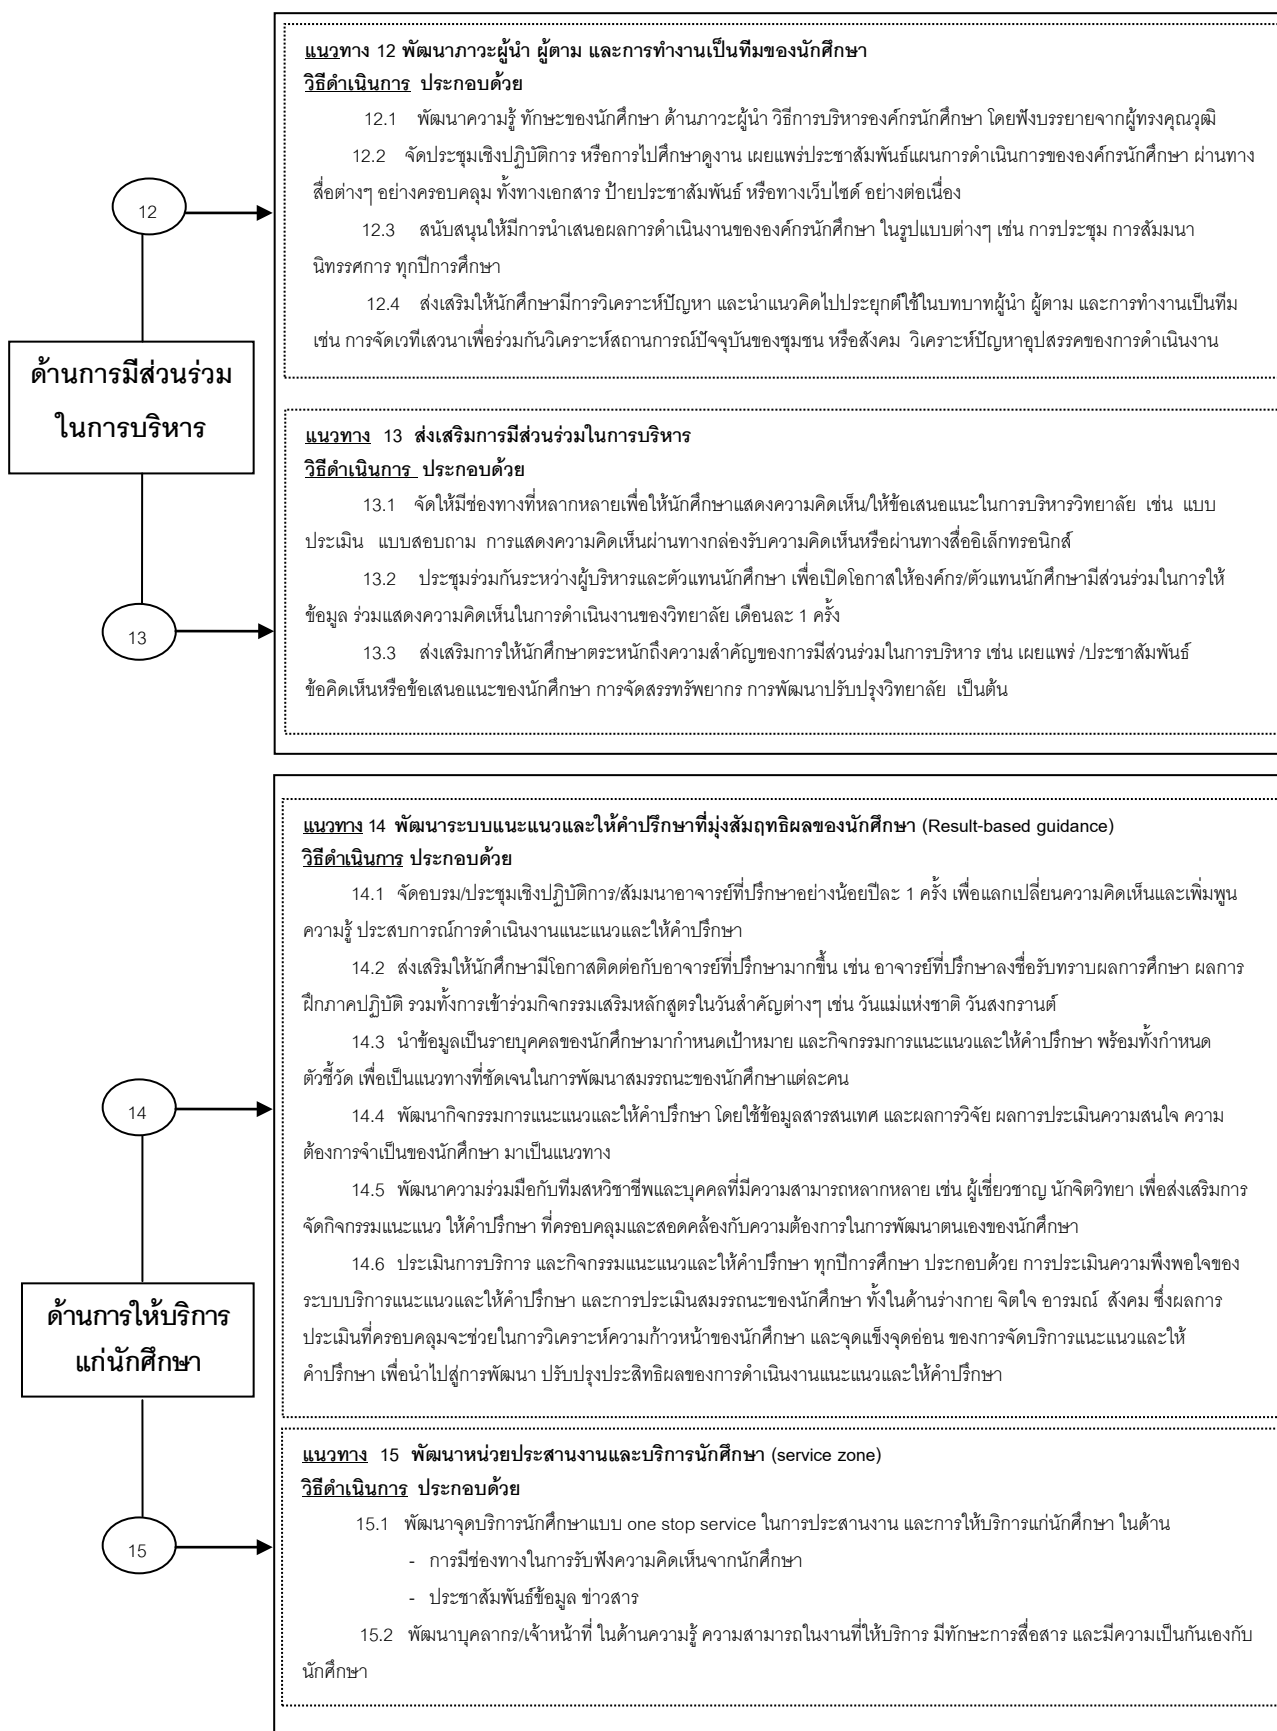 แนวทาง 12 พัฒนาภาวะผู้นำ ผู้ตาม และการทำงานเป็นทีมของนักศึกษา
วิธีดำเนินการ ประกอบด้วย
12.1 พัฒนาความรู้ ทักษะของนักศึกษา ด้านภาวะผู้นำ วิธีการบริหารองค์กรนักศึกษา โดยฟังบรรยายจากผู้ทรงคุณวุฒิ
12.2 จัดประชุมเชิงปฏิบัติการ หรือการไปศึกษาดูงาน เผยแพร่ประชาสัมพันธ์แผนการดำเนินการขององค์กรนักศึกษา ผ่านทาง
สื่อต่างๆ อย่างครอบคลุม ทั้งทางเอกสาร ป้ายประชาสัมพันธ์ หรือทางเว็บไซด์ อย่างต่อเนื่อง
12
12.3 สนับสนุนให้มีการนำเสนอผลการดำเนินงานขององค์กรนักศึกษา ในรูปแบบต่างๆ เช่น การประชุม การสัมมนา
นิทรรศการ ทุกปีการศึกษา
12.4 ส่งเสริมให้นักศึกษามีการวิเคราะห์ปัญหา และนำแนวคิดไปประยุกต์ใช้ในบทบาทผู้นำ ผู้ตาม และการทำงานเป็นทีม
เช่น การจัดเวทีเสวนาเพื่อร่วมกันวิเคราะห์สถานการณ์ปัจจุบันของชุมชน หรือสังคม วิเคราะห์ปัญหาอุปสรรคของการดำเนินงาน
ด้านการมีส่วนร่วม
ในการบริหาร
แนวทาง 13 ส่งเสริมการมีส่วนร่วมในการบริหาร
วิธีดำเนินการ ประกอบด้วย
13.1 จัดให้มีช่องทางที่หลากหลายเพื่อให้นักศึกษาแสดงความคิดเห็น/ให้ข้อเสนอแนะในการบริหารวิทยาลัย เช่น แบบ
ประเมิน แบบสอบถาม การแสดงความคิดเห็นผ่านทางกล่องรับความคิดเห็นหรือผ่านทางสื่ออิเล็กทรอนิกส์
13.2 ประชุมร่วมกันระหว่างผู้บริหารและตัวแทนนักศึกษา เพื่อเปิดโอกาสให้องค์กร/ตัวแทนนักศึกษามีส่วนร่วมในการให้
ข้อมูล ร่วมแสดงความคิดเห็นในการดำเนินงานของวิทยาลัย เดือนละ 1 ครั้ง
13
13.3 ส่งเสริมการให้นักศึกษาตระหนักถึงความสำคัญของการมีส่วนร่วมในการบริหาร เช่น เผยแพร่ /ประชาสัมพันธ์
ข้อคิดเห็นหรือข้อเสนอแนะของนักศึกษา การจัดสรรทรัพยากร การพัฒนาปรับปรุงวิทยาลัย เป็นต้น
แนวทาง 14 พัฒนาระบบแนะแนวและให้คำปรึกษาที่มุ่งสัมฤทธิผลของนักศึกษา (Result-based guidance)
วิธีดำเนินการ ประกอบด้วย
14.1 จัดอบรม/ประชุมเชิงปฏิบัติการ/สัมมนาอาจารย์ที่ปรึกษาอย่างน้อยปีละ 1 ครั้ง เพื่อแลกเปลี่ยนความคิดเห็นและเพิ่มพูน
ความรู้ ประสบการณ์การดำเนินงานแนะแนวและให้คำปรึกษา
14.2 ส่งเสริมให้นักศึกษามีโอกาสติดต่อกับอาจารย์ที่ปรึกษามากขึ้น เช่น อาจารย์ที่ปรึกษาลงชื่อรับทราบผลการศึกษา ผลการ
ฝึกภาคปฏิบัติ รวมทั้งการเข้าร่วมกิจกรรมเสริมหลักสูตรในวันสำคัญต่างๆ เช่น วันแม่แห่งชาติ วันสงกรานต์
14.3 นำข้อมูลเป็นรายบุคคลของนักศึกษามากำหนดเป้าหมาย และกิจกรรมการแนะแนวและให้คำปรึกษา พร้อมทั้งกำหนด
ตัวชี้วัด เพื่อเป็นแนวทางที่ชัดเจนในการพัฒนาสมรรถนะของนักศึกษาแต่ละคน
14
14.4 พัฒนากิจกรรมการแนะแนวและให้คำปรึกษา โดยใช้ข้อมูลสารสนเทศ และผลการวิจัย ผลการประเมินความสนใจ ความ
ต้องการจำเป็นของนักศึกษา มาเป็นแนวทาง
14.5 พัฒนาความร่วมมือกับทีมสหวิชาชีพและบุคคลที่มีความสามารถหลากหลาย เช่น ผู้เชี่ยวชาญ นักจิตวิทยา เพื่อส่งเสริมการ
จัดกิจกรรมแนะแนว ให้คำปรึกษา ที่ครอบคลุมและสอดคล้องกับความต้องการในการพัฒนาตนเองของนักศึกษา
14.6 ประเมินการบริการ และกิจกรรมแนะแนวและให้คำปรึกษา ทุกปีการศึกษา ประกอบด้วย การประเมินความพึงพอใจของ
ระบบบริการแนะแนวและให้คำปรึกษา และการประเมินสมรรถนะของนักศึกษา ทั้งในด้านร่างกาย จิตใจ อารมณ์ สังคม ซึ่งผลการ
ประเมินที่ครอบคลุมจะช่วยในการวิเคราะห์ความก้าวหน้าของนักศึกษา และจุดแข็งจุดอ่อน ของการจัดบริการแนะแนวและให้
คำปรึกษา เพื่อนำไปสู่การพัฒนา ปรับปรุงประสิทธิผลของการดำเนินงานแนะแนวและให้คำปรึกษา
ด้านการให้บริการ
แก่นักศึกษา
แนวทาง 15 พัฒนาหน่วยประสานงานและบริการนักศึกษา (service zone)
วิธีดำเนินการ ประกอบด้วย
15.1 พัฒนาจุดบริการนักศึกษาแบบ one stop service ในการประสานงาน และการให้บริการแก่นักศึกษา ในด้าน
15
- การมีช่องทางในการรับฟังความคิดเห็นจากนักศึกษา
- ประชาสัมพันธ์ข้อมูล ข่าวสาร
15.2 พัฒนาบุคลากร/เจ้าหน้าที่ ในด้านความรู้ ความสามารถในงานที่ให้บริการ มีทักษะการสื่อสาร และมีความเป็นกันเองกับ
นักศึกษา